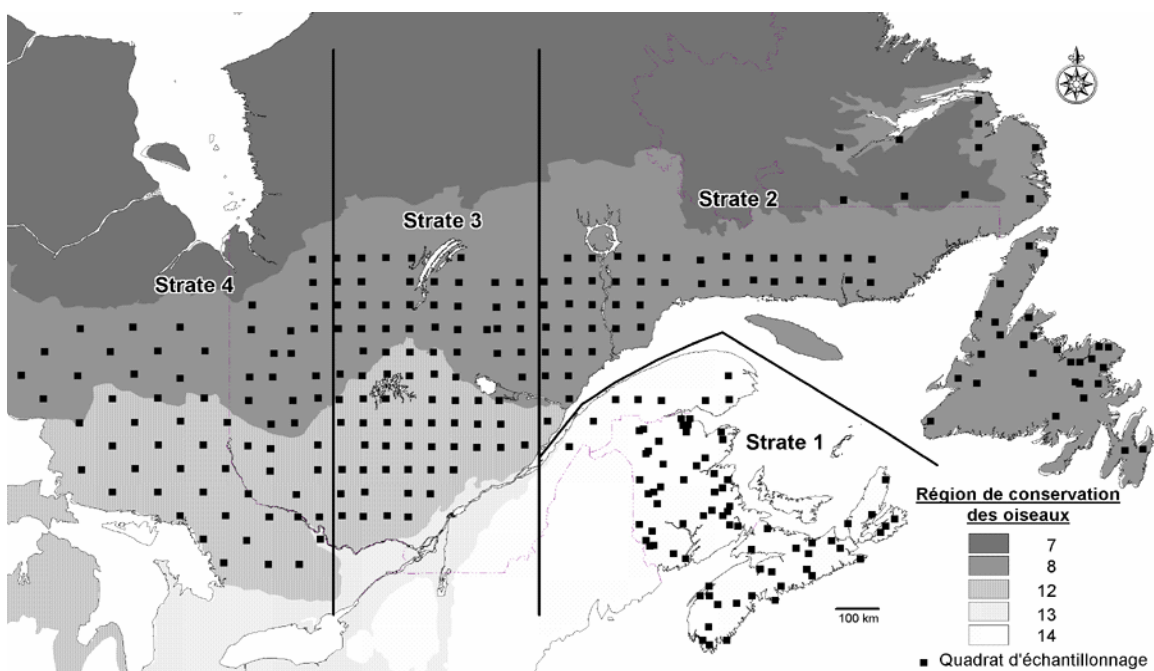 Strate 2
Strate 3
Strate 4
Strate 1
Région de conservation
des oiseaux
7
8
12
13
14
100 km
Quadrat d'échantillonnage